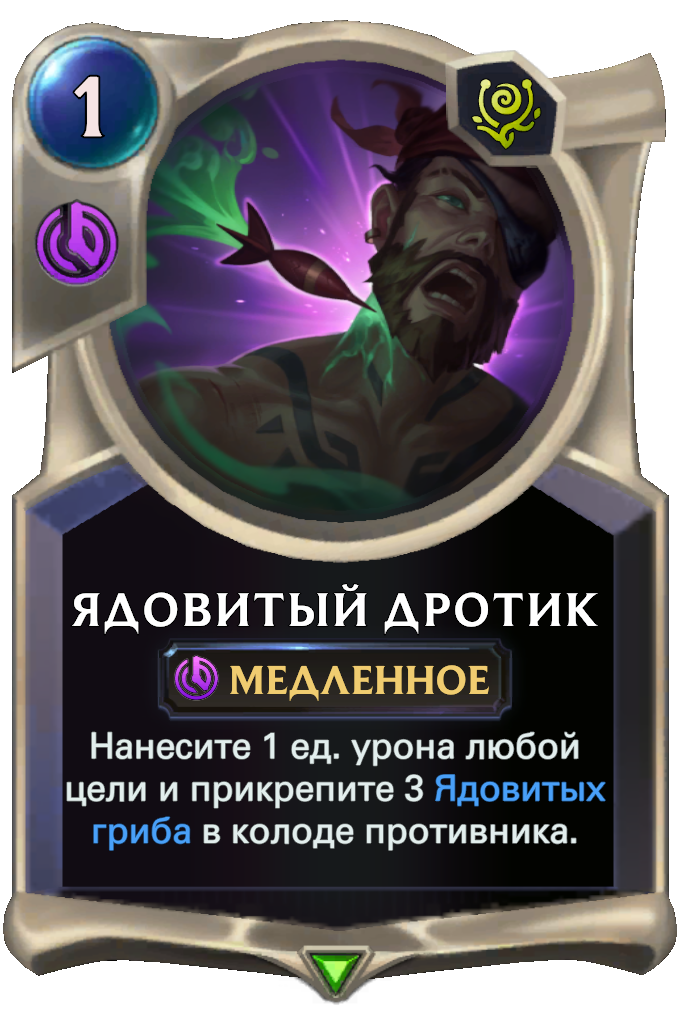 1
ЯДОВИТЫЙ ДРОТИК
МЕДЛЕННОЕ
Нанесите 1 ед. урона любой
цели и прикрепите 3 Ядовитых
гриба в колоде противника.